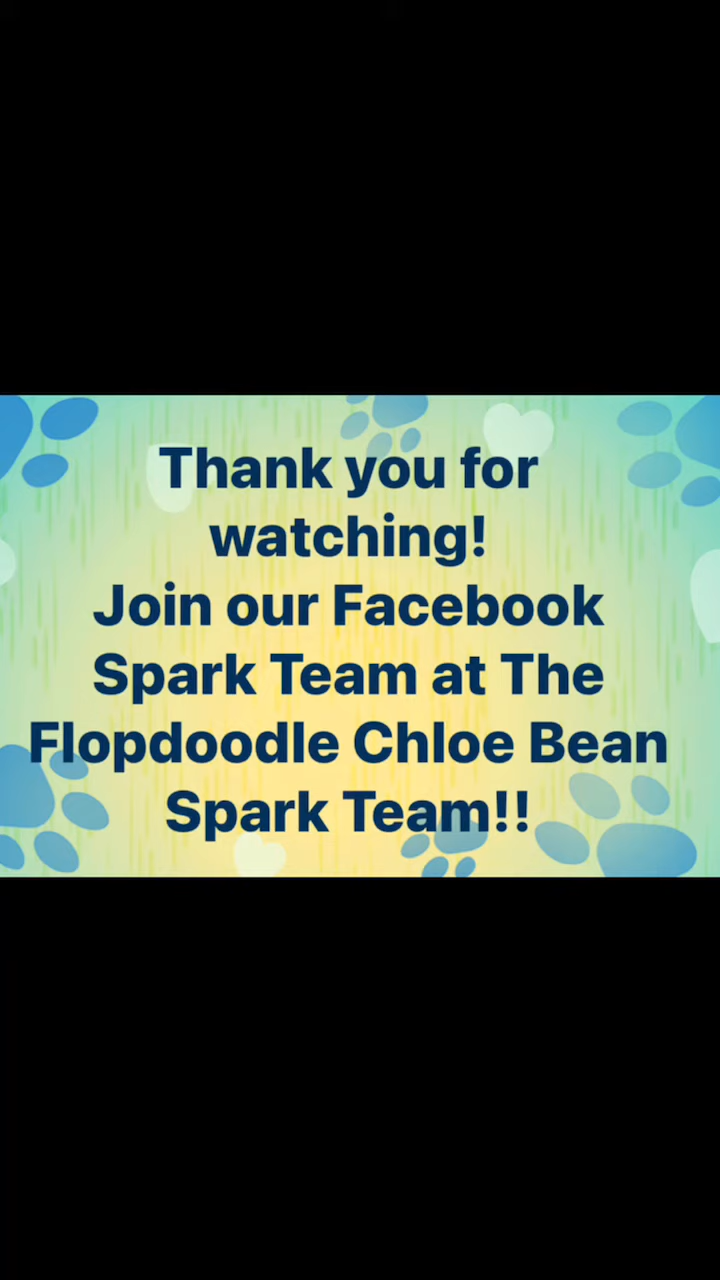 Thank you for
watching!
Join our Facebook
Spark Team at The
Flopdoodle Chloe Bean
Spark Team!!